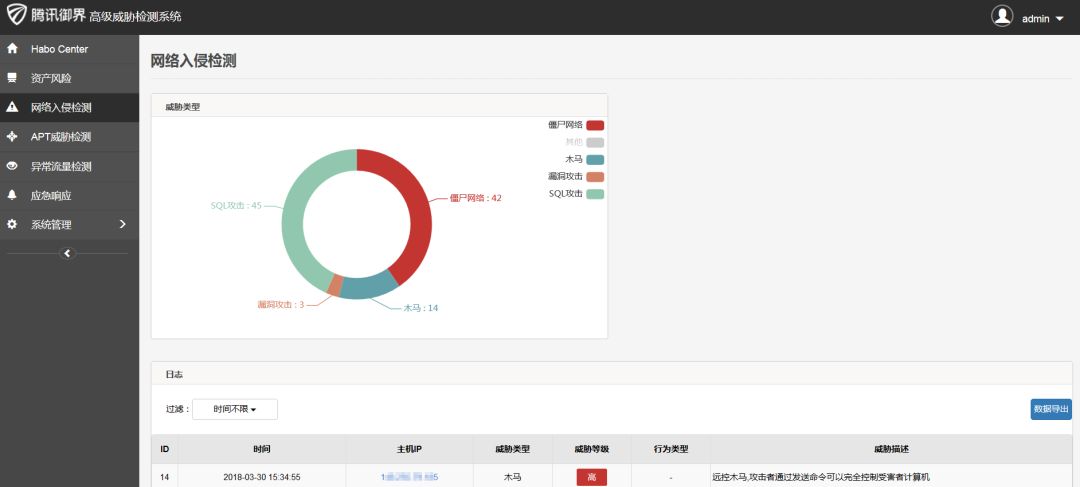 腾讯御界 高级威胁检测系统
admin
Habo Center
资产风险
网络入侵检测
APT威胁检测
异常流量检测
应急响应
系统管理
网络入侵检测
威胁类型
僵尸网络
其他
木马
漏洞攻击
SQL攻击
SQL攻击 : 45
僵尸网络 : 42
漏洞攻击 : 3
木马 : 14
日志
过滤： 时间不限
数据导出
ID 时间 主机IP 威胁类型 威胁等级 行为类型 威胁描述
14 2018-03-30 15:34:55 木马 高 - 远控木马,攻击者通过发送命令可以完全控制受害者计算机